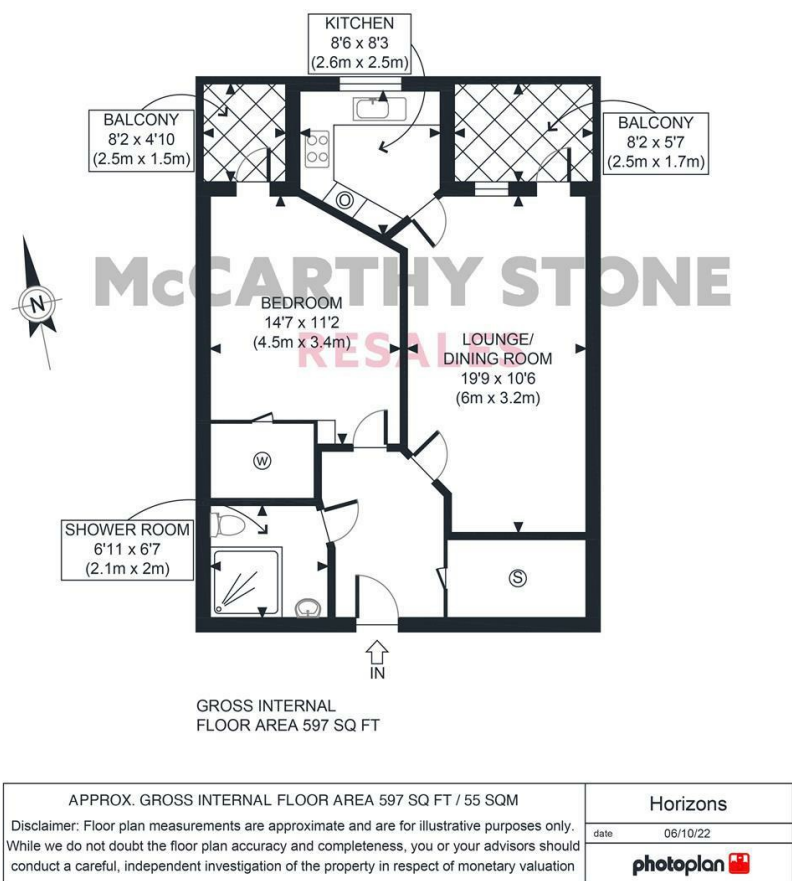 KITCHEN
8'6 x 8'3
(2.6m x 2.5m)
BALCONY
8'2 x 4'10
(2.5m x 1.5m)
BALCONY
8'2 x 5'7
(2.5m x 1.7m)
N
McCARTHY STONE
RESALES
BEDROOM
14'7 x 11'2
(4.5m x 3.4m)
LOUNGE/
DINING ROOM
19'9 x 10'6
(6m x 3.2m)
W
SHOWER ROOM
6'11 x 6'7
(2.1m x 2m)
S
IN
GROSS INTERNAL
FLOOR AREA 597 SQ FT
APPROX. GROSS INTERNAL FLOOR AREA 597 SQ FT / 55 SQM
Disclaimer: Floor plan measurements are approximate and are for illustrative purposes only.
While we do not doubt the floor plan accuracy and completeness, you or your advisors should
conduct a careful, independent investigation of the property in respect of monetary valuation
Horizons
date 06/10/22
photoplan